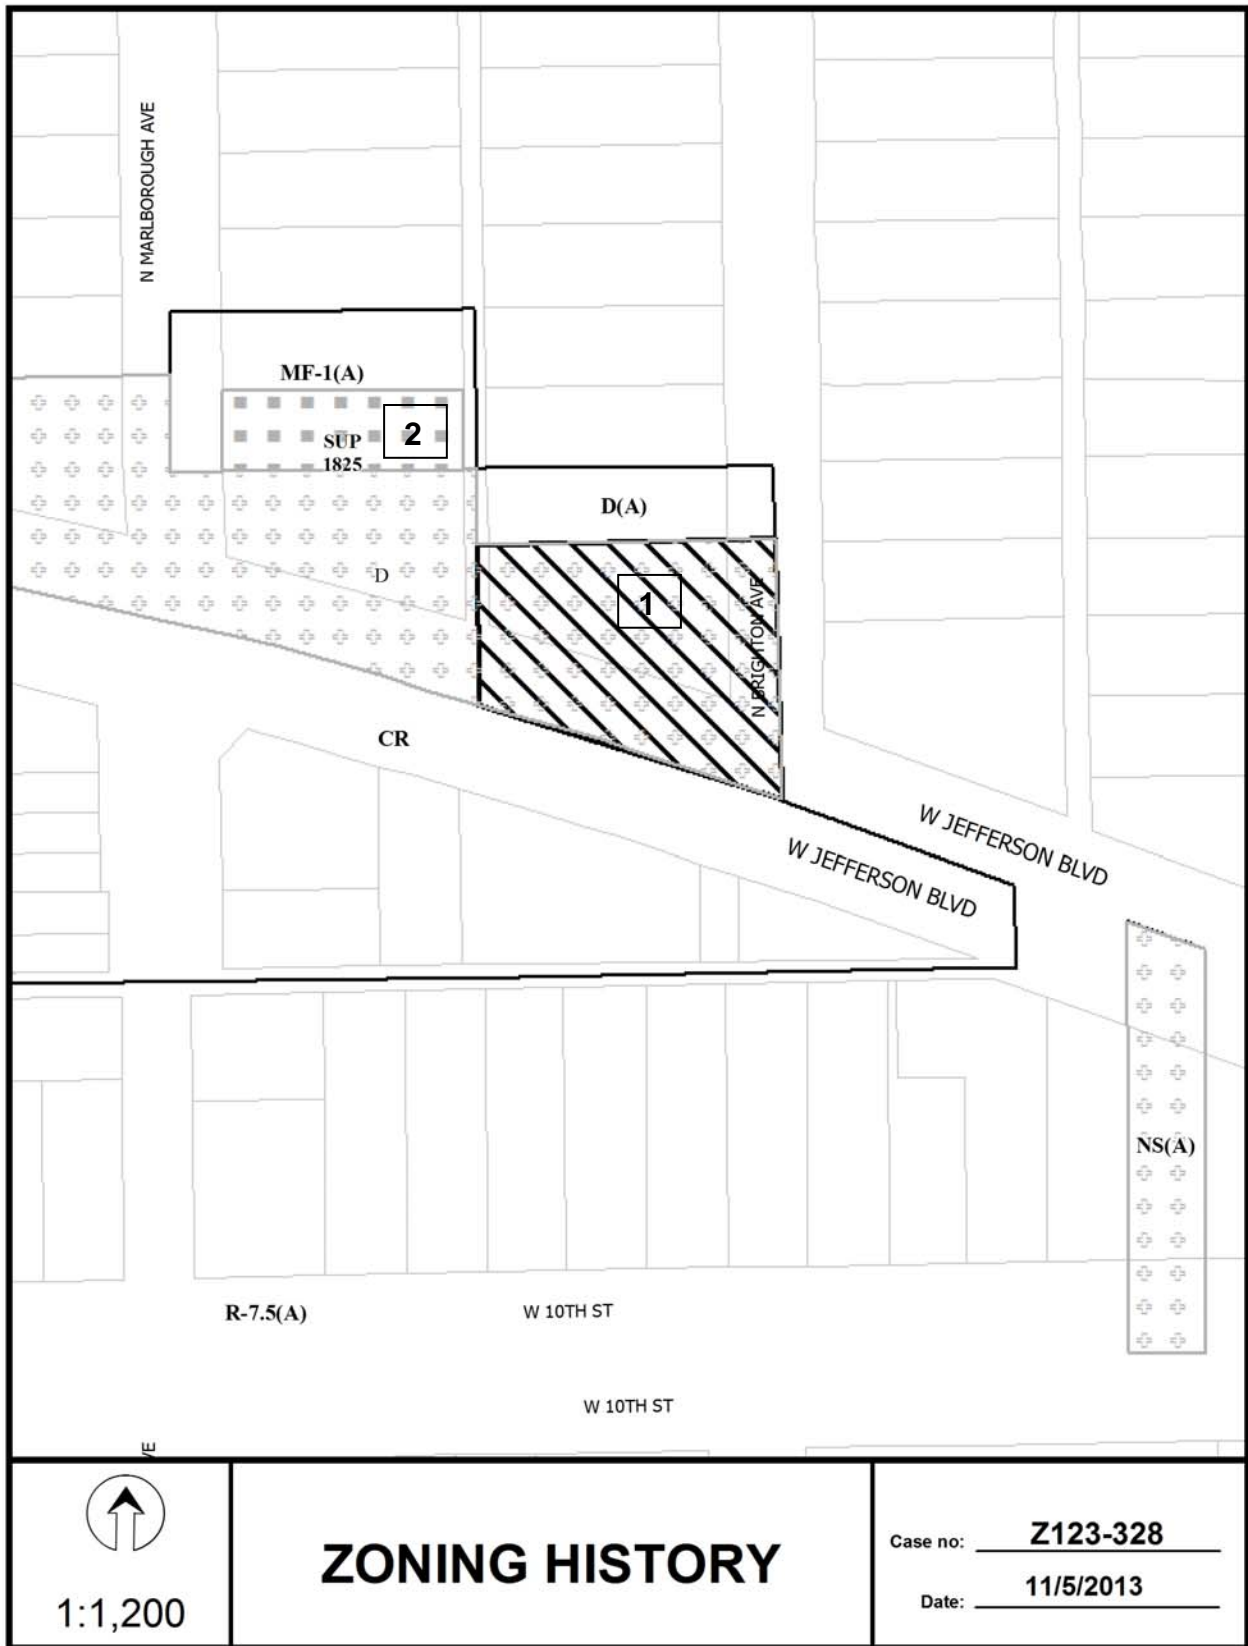 N MARLBOROUGH AVE
MF-1(A)
2
SUP
1825
D(A)
D
1
N BRIGHTON AVE
CR
W JEFFERSON BLVD
W JEFFERSON BLVD
NS(A)
R-7.5(A)
W 10TH ST
W 10TH ST
VE
1:1,200
ZONING HISTORY
Case no: Z123-328
Date: 11/5/2013